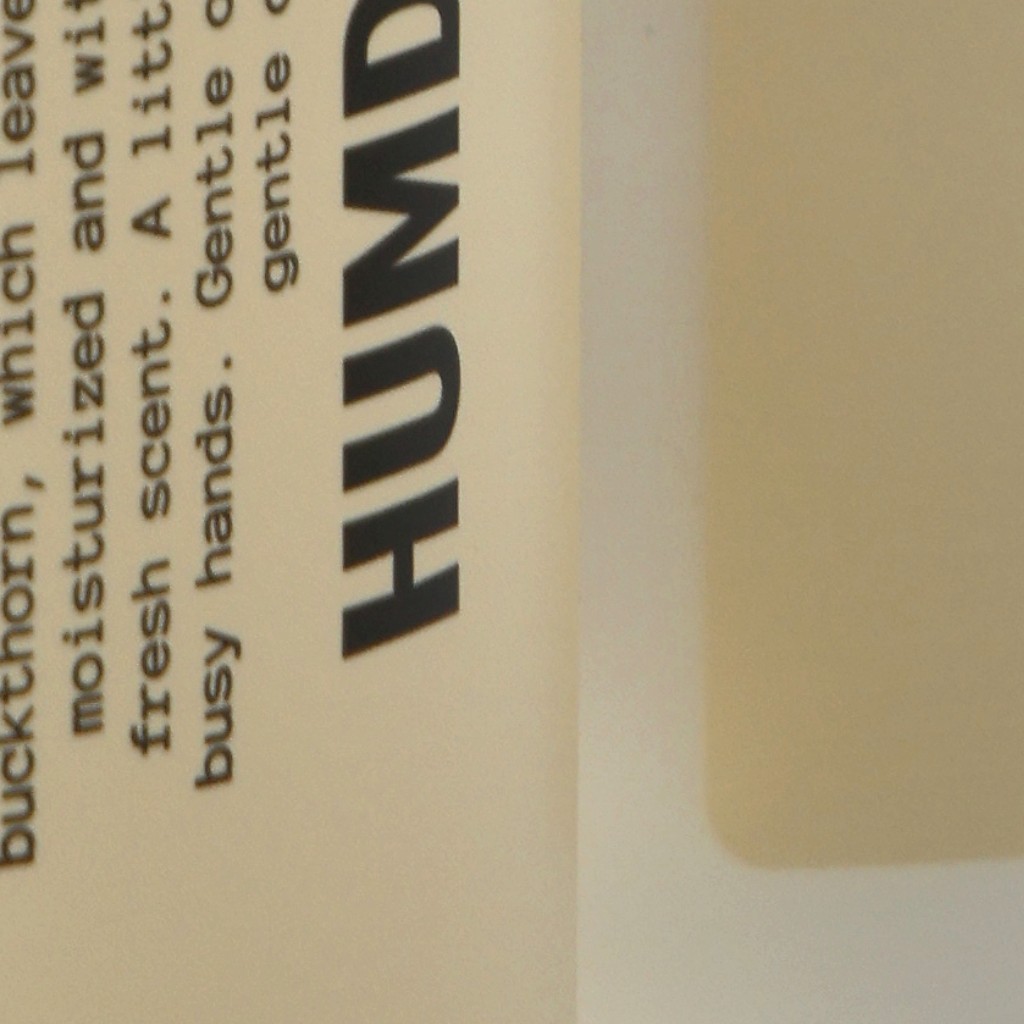 buckthorn, which leave
moisturized and wit
fresh scent. A litt
busy hands. Gentle o
gentle
HUMD